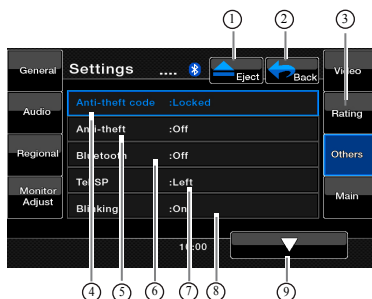 1 2 3
General Settings .... Eject Back Video
Anti-theft code :Locked
Audio Rating
Anti-theft :Off
Regional Bluetooth :Off Others
Tel SP :Left
Monitor Adjust Main
Blinking :On
10:00
4 5 6 7 8 9